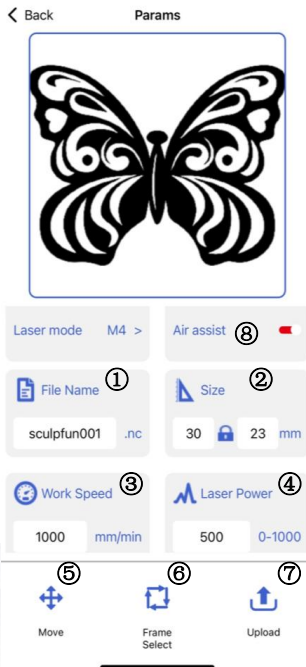 Back Params
Laser mode M4 > Air assist ⑧
File Name ① Size ②
sculpfun001 .nc 30 23 mm
Work Speed ③ Laser Power ④
1000 mm/min 500 0-1000
⑤ ⑥ ⑦
Move Frame Select Upload